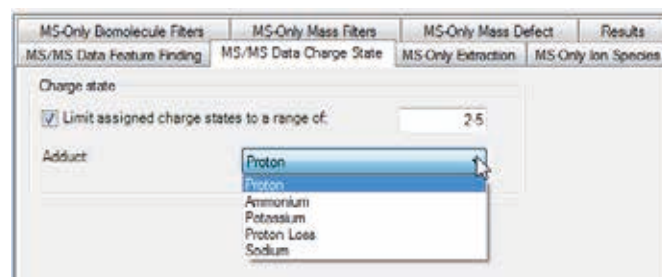 MS-Only Biomolecule Filters MS-Only Mass Filters MS-Only Mass Defect Results
MS/MS Data Feature Finding MS/MS Data Charge State MS-Only Extraction MS-Only Ion Species
Charge state
Limit assigned charge states to a range of: 2-5
Adduct: Proton
Proton
Ammonium
Potassium
Proton Loss
Sodium